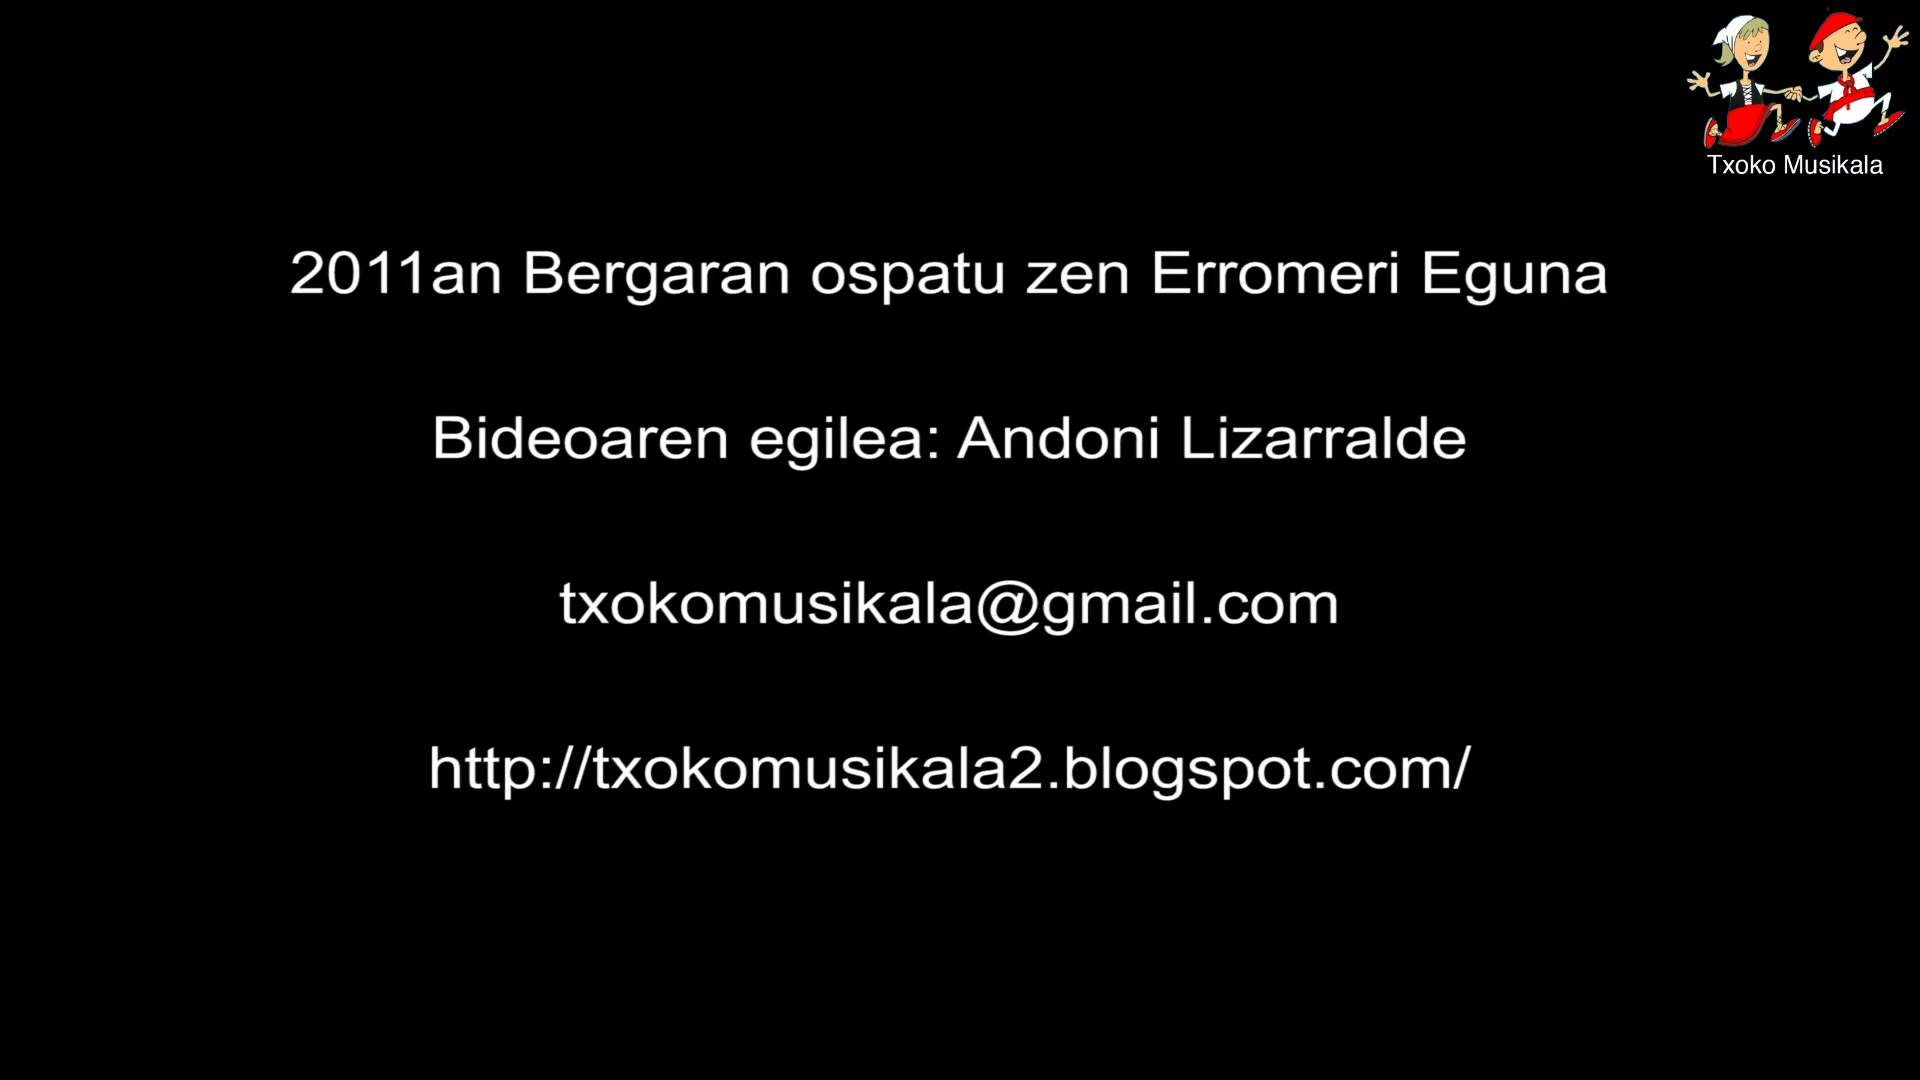 Txoko Musikala
2011an Bergaran ospatu zen Erromeri Eguna
Bideoaren egilea: Andoni Lizarralde
txokomusikala@gmail.com
http://txokomusikala2.blogspot.com/